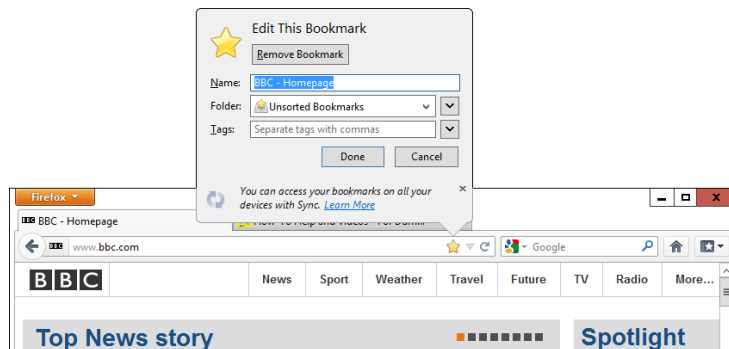 Edit This Bookmark
Remove Bookmark
Name: BBC - Homepage
Folder: Unsorted Bookmarks
Tags: Separate tags with commas
Done Cancel
You can access your bookmarks on all your
devices with Sync. Learn More
Firefox
BBC BBC - Homepage
BBC www.bbc.com Google
BBC News Sport Weather Travel Future TV Radio More...
Top News story Spotlight